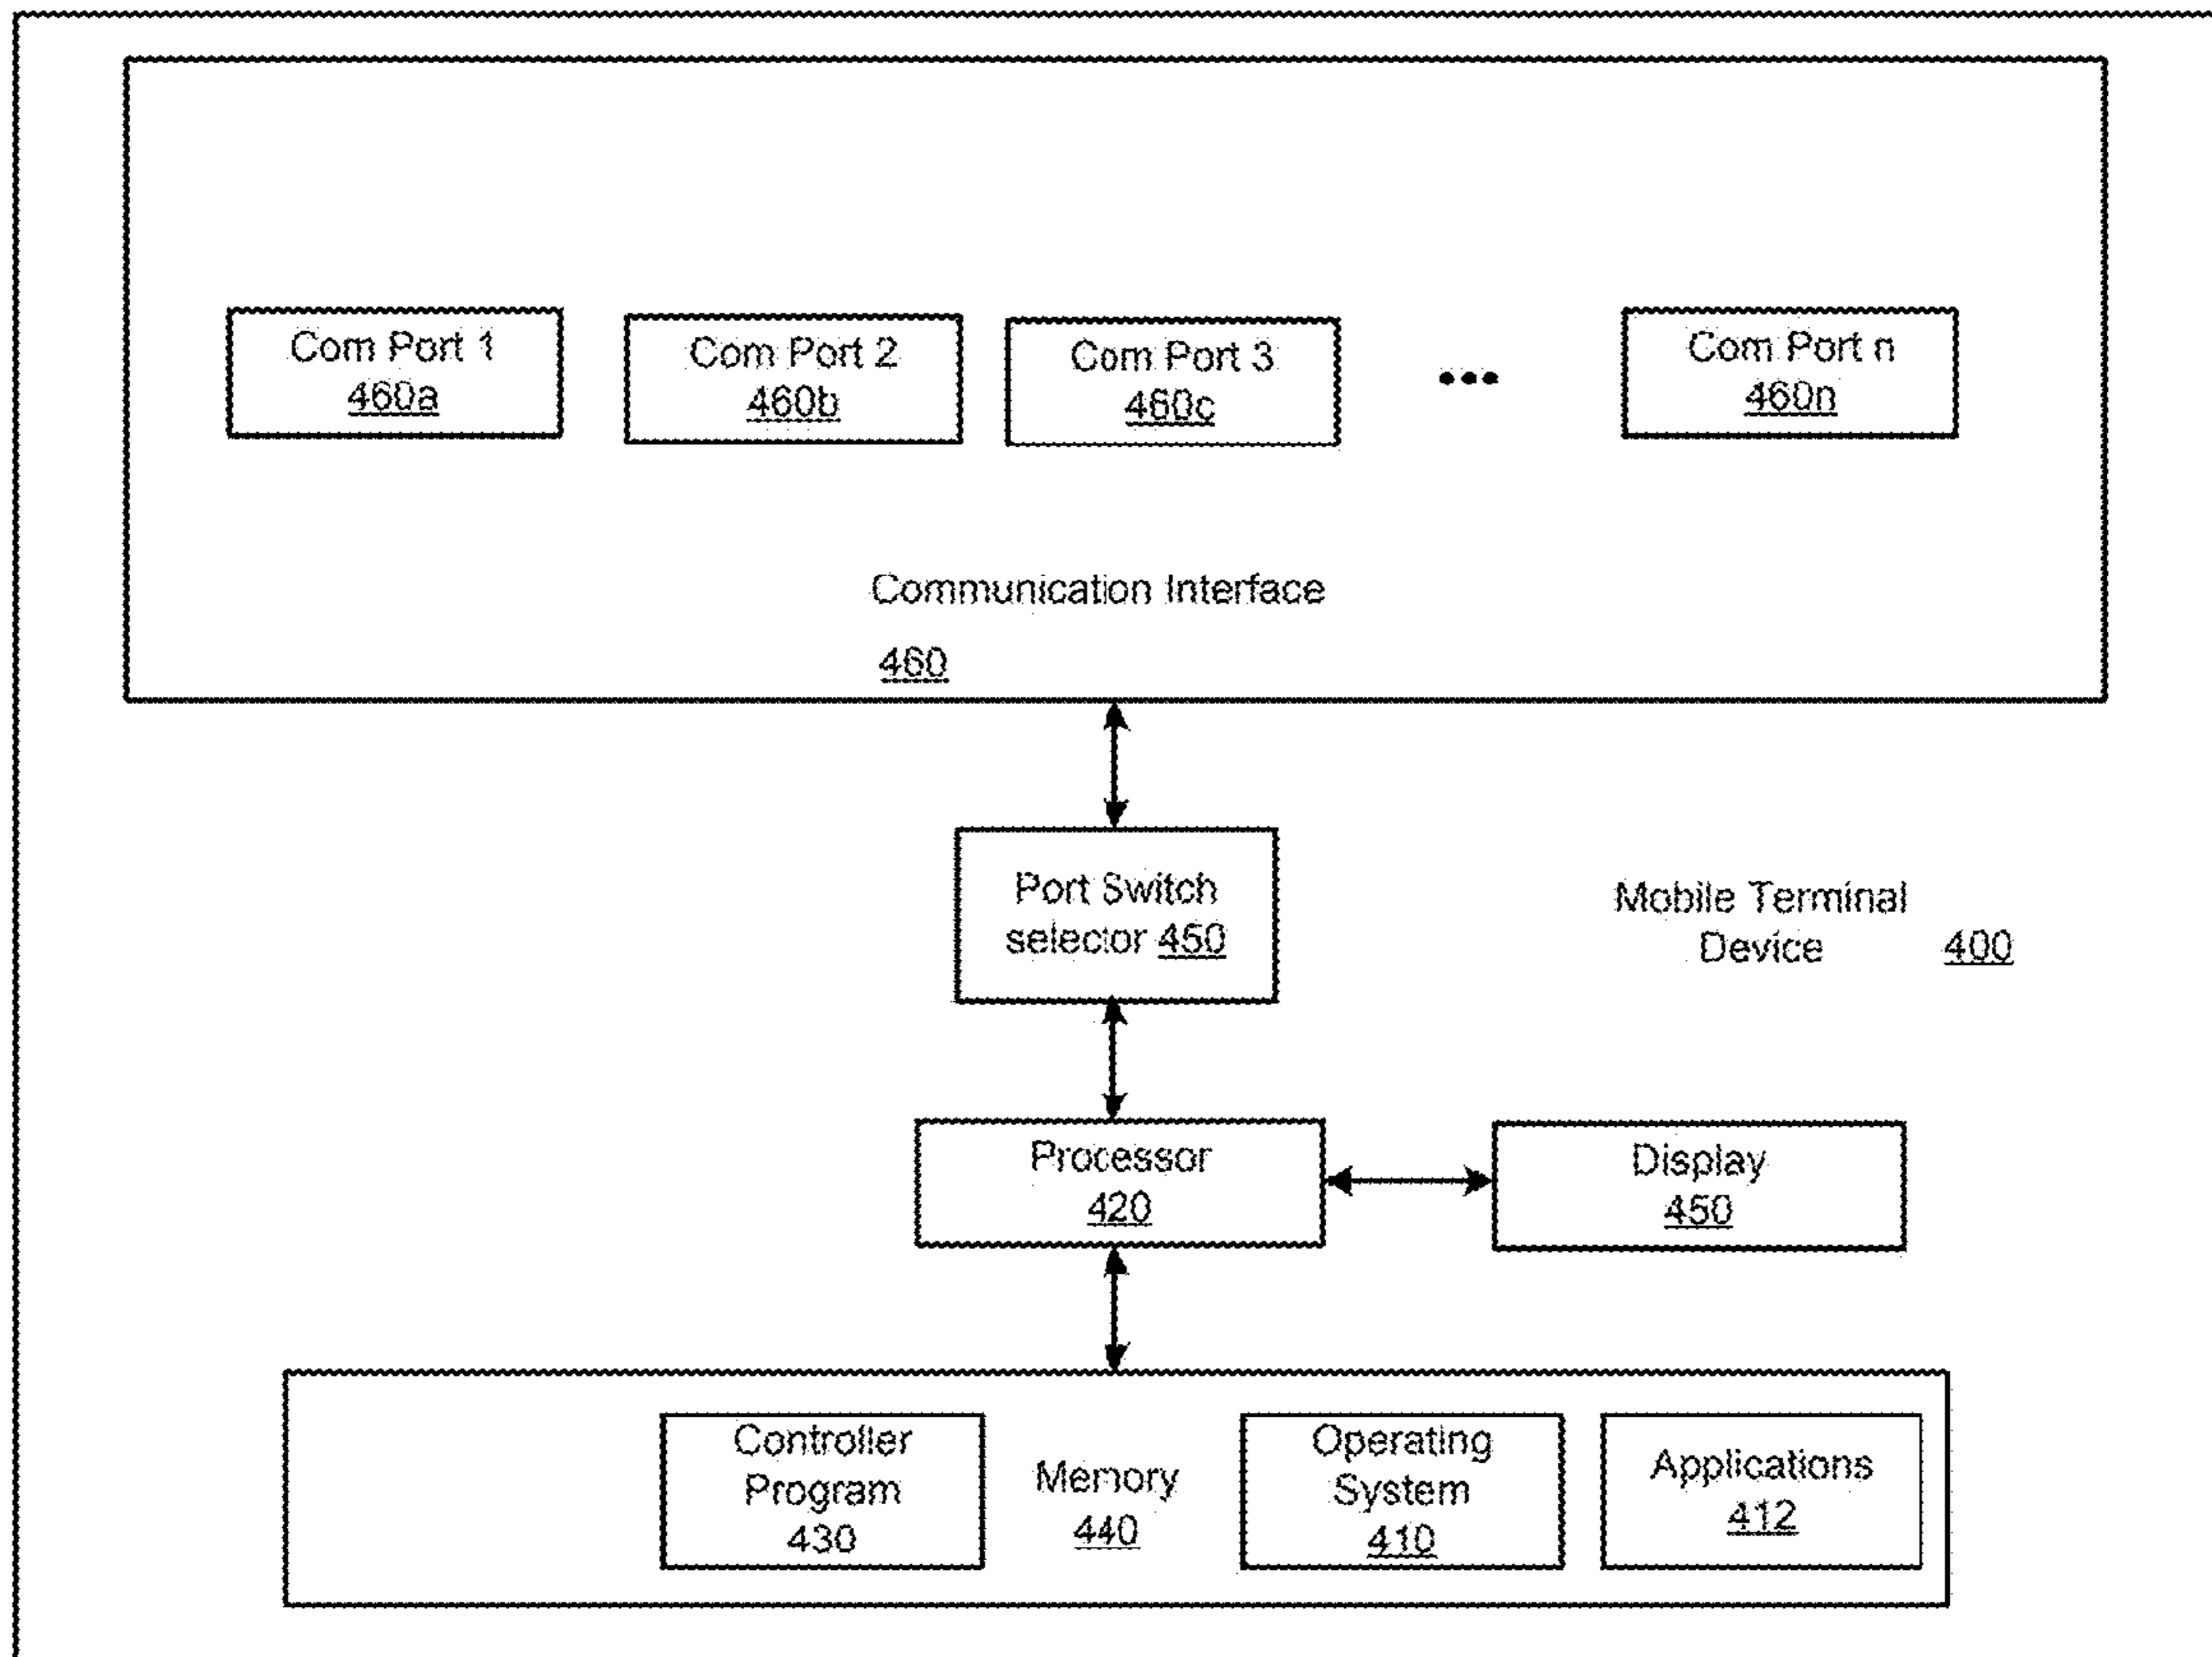 Com Port 1
460a
Com Port 2
460b
Com Port 3
460c
...
Com Port n
460n
Communication Interface
460
Port Switch
selector 450
Mobile Terminal
Device 400
Processor
420
Display
450
Controller
Program
430
Memory
440
Operating
System
410
Applications
412